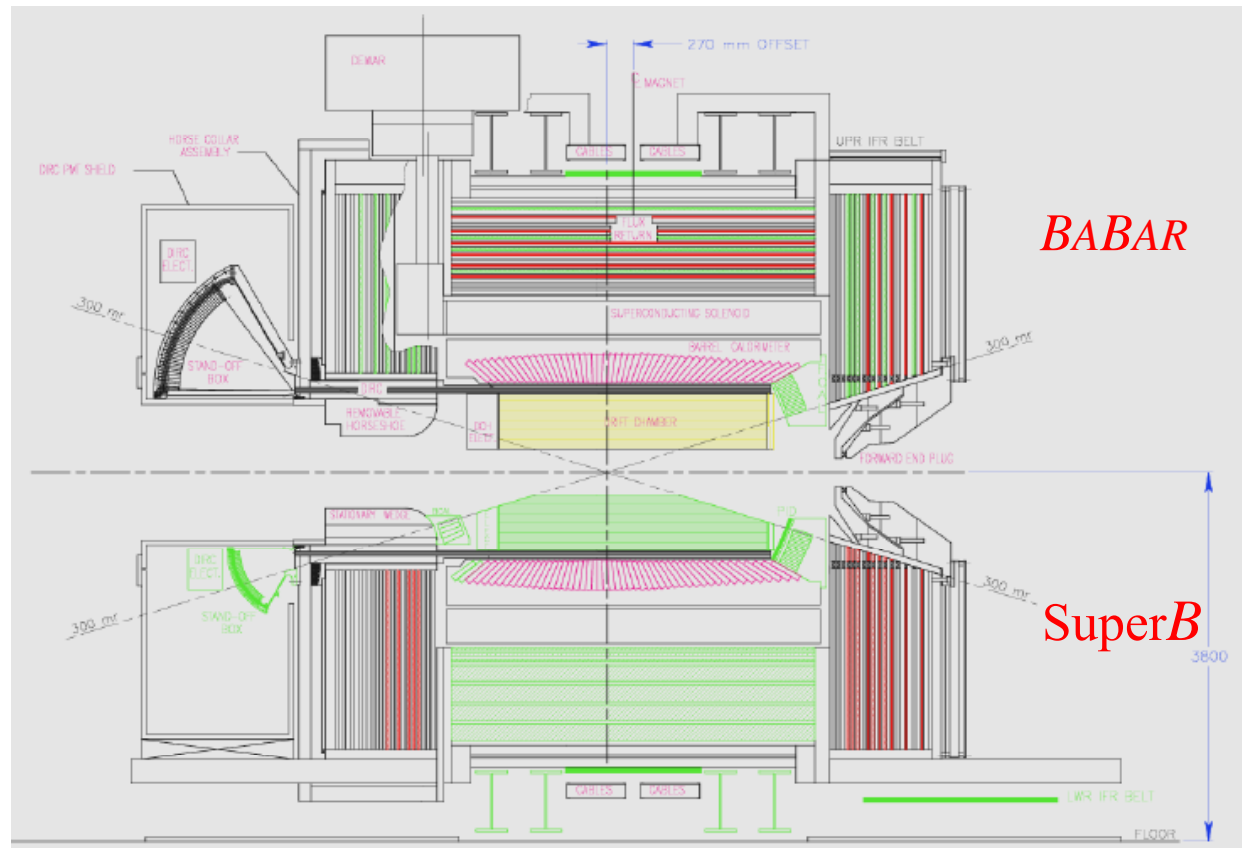 270 mm OFFSET
DEWAR
MAGNET
HORSE COLLAR
ASSEMBLY
CABLES
CABLES
UPR IFR BELT
DIRC PMT SHIELD
BABAR
FLUX
RETURN
DIRC
ELECT.
300 mr
SUPERCONDUCTING SOLENOID
300 mr
BARREL CALORIMETER
STAND-OFF
BOX
DIRC
REMOVABLE
HORSESHOE
DCH
ELECT.
DRIFT CHAMBER
FORWARD END PLUG
STATIONARY WEDGE
PID
DIRC
ELECT.
STAND-OFF
BOX
300 mr
300 mr
SuperB
3800
CABLES
CABLES
LWR IFR BELT
FLOOR